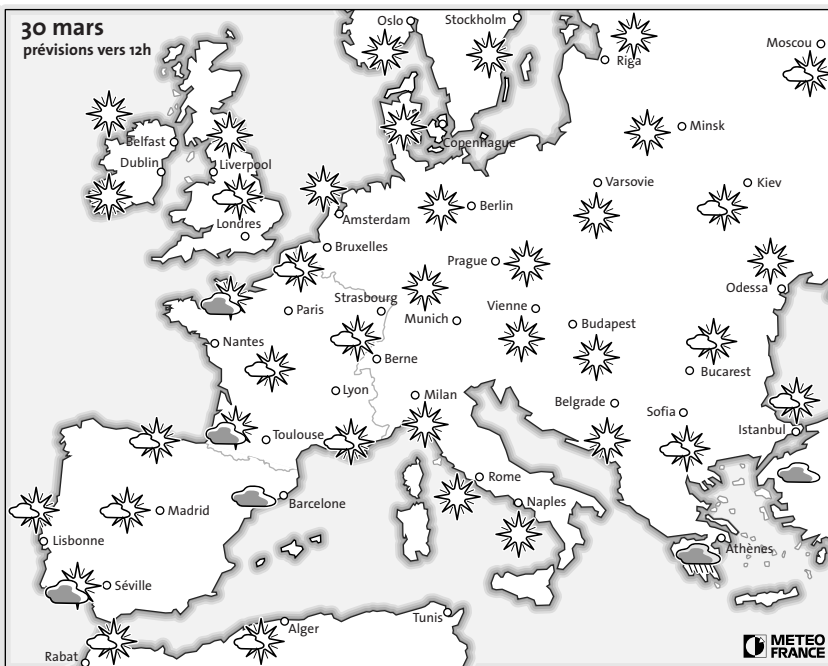 30 mars
prévisions vers 12h
Oslo
Stockholm
Moscou
Riga
Minsk
Belfast
Copenhague
Dublin
Liverpool
Varsovie
Kiev
Amsterdam
Berlin
Londres
Bruxelles
Prague
Odessa
Strasbourg
Paris
Vienne
Munich
Budapest
Nantes
Berne
Bucarest
Lyon
Milan
Belgrade
Sofia
Toulouse
Istanbul
Rome
Barcelone
Naples
Madrid
Lisbonne
Athènes
Séville
Tunis
Alger
Rabat
METEO
FRANCE